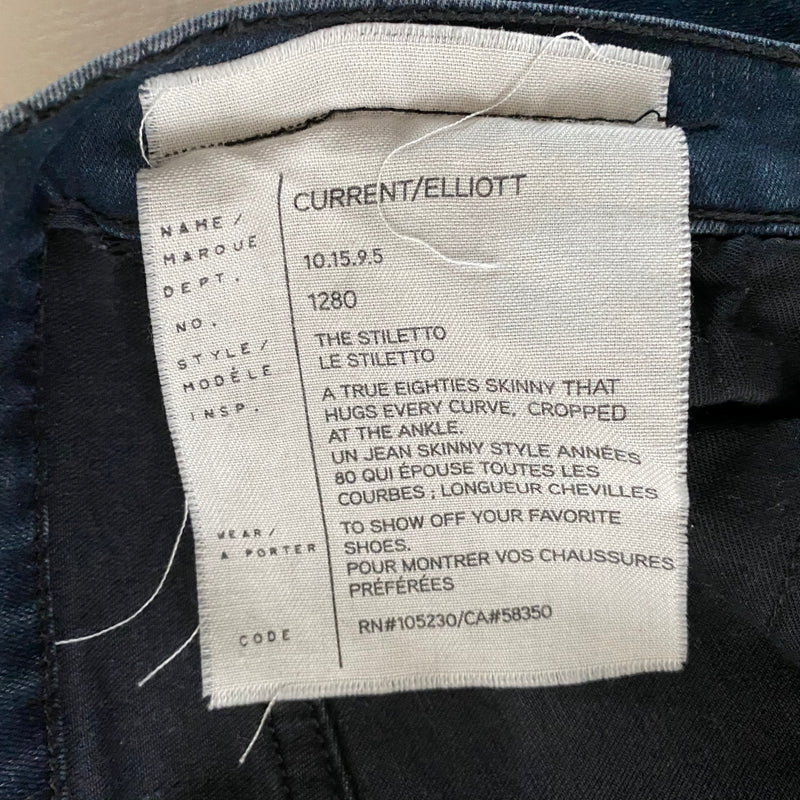 NAME / CURRENT/ELLIOTT
MARQUE
DEPT. 10.15.9.5
NO. 1280
STYLE / THE STILETTO
MODÈLE LE STILETTO
INSP. A TRUE EIGHTIES SKINNY THAT
HUGS EVERY CURVE, CROPPED
AT THE ANKLE.
UN JEAN SKINNY STYLE ANNÉES
80 QUI ÉPOUSE TOUTES LES
COURBES ; LONGUEUR CHEVILLES
WEAR / TO SHOW OFF YOUR FAVORITE
A PORTER SHOES.
POUR MONTRER VOS CHAUSSURES
PRÉFÉRÉES
CODE RN#105230/CA#58350